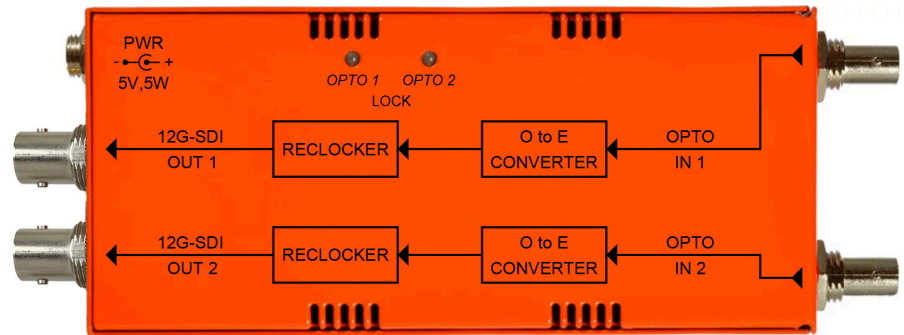 PWR
- +
5V,5W
OPTO 1 OPTO 2
LOCK
12G-SDI
OUT 1
RECLOCKER
O to E
CONVERTER
OPTO
IN 1
12G-SDI
OUT 2
RECLOCKER
O to E
CONVERTER
OPTO
IN 2